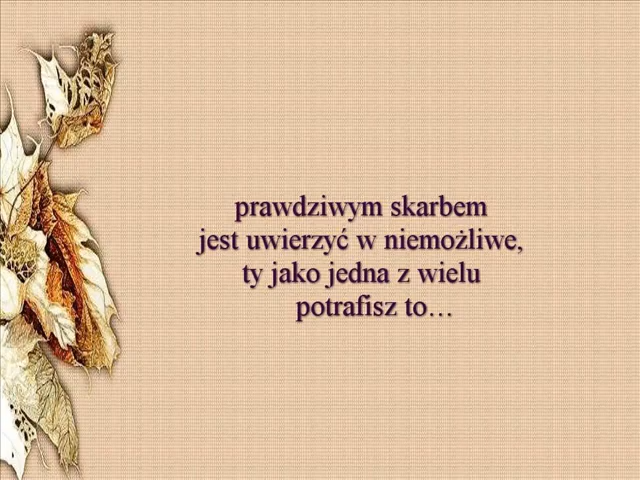 prawdziwym skarbem
jest uwierzyć w niemożliwe,
ty jako jedna z wielu
potrafisz to...